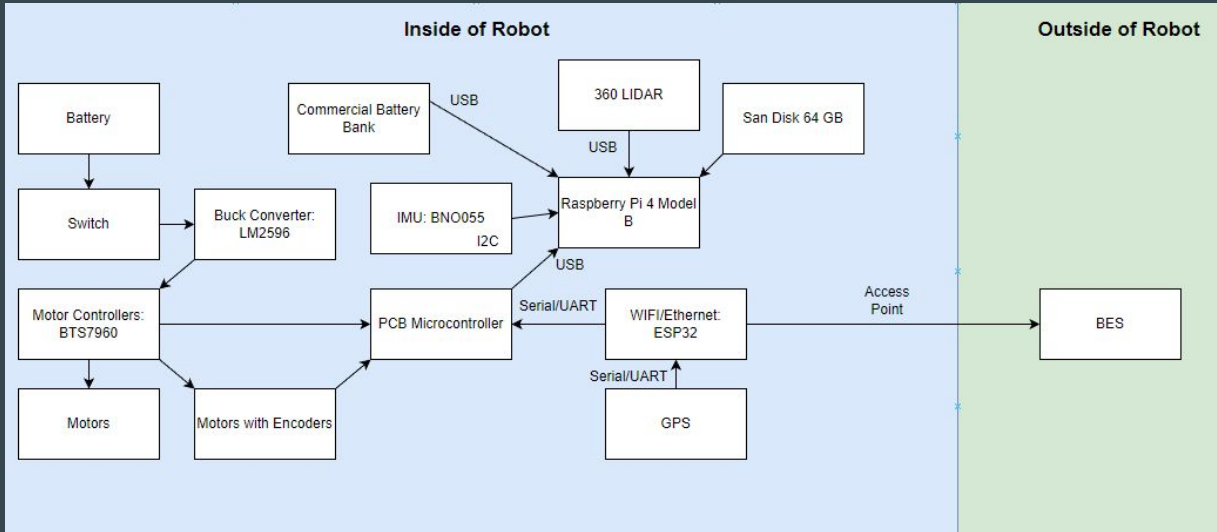 Inside of Robot
Outside of Robot
Battery
Commercial Battery
Bank
USB
360 LIDAR
USB
San Disk 64 GB
Switch
Buck Converter:
LM2596
IMU: BNO055
I2C
Raspberry Pi 4 Model
B
USB
Motor Controllers:
BTS7960
PCB Microcontroller
Serial/UART
WIFI/Ethernet:
ESP32
Access
Point
BES
Serial/UART
Motors
Motors with Encoders
GPS